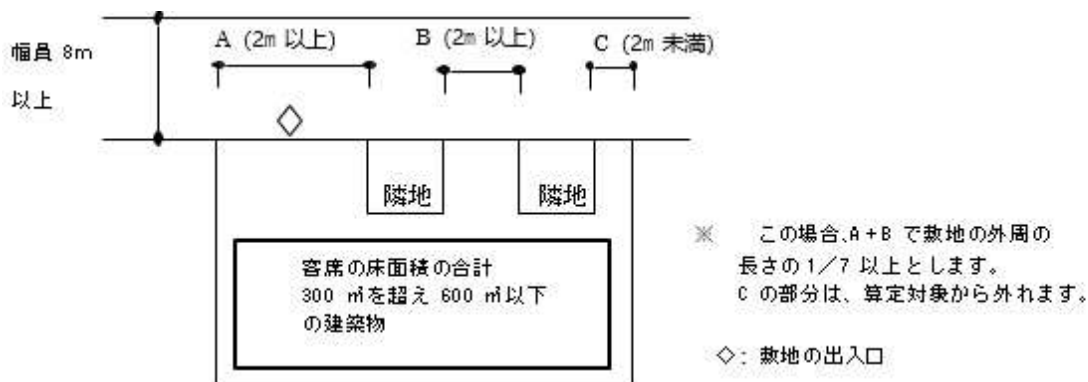 幅員 8m
以上
A (2m 以上)
B (2m 以上)
C (2m 未満)
隣地
隣地
客席の床面積の合計
300 ㎡を超え 600 ㎡以下
の建築物
※ この場合、A+B で敷地の外周の
長さの1/7 以上とします。
C の部分は、算定対象から外れます。
◇: 敷地の出入口